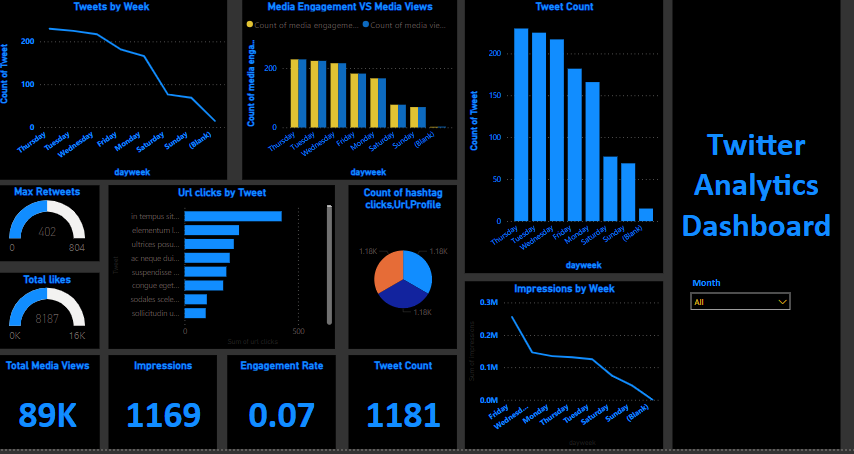 Tweets by Week
Count of Tweet
200
100
0
Thursday
Tuesday
Wednesday
Friday
Monday
Saturday
Sunday
(Blank)
dayweek
Media Engagement VS Media Views
Count of media engageme... Count of media vie...
Count of media enga...
200
0
Thursday
Tuesday
Wednesday
Friday
Monday
Saturday
Sunday
(Blank)
dayweek
Tweet Count
Count of Tweet
200
150
100
50
0
Thursday
Tuesday
Wednesday
Friday
Monday
Saturday
Sunday
(Blank)
dayweek
Twitter
Analytics
Dashboard
Month
All
Max Retweets
402
0 804
Total likes
8187
0K 16K
Url clicks by Tweet
Tweet
in tempus sit...
elementum l...
ultrices posu...
ac neque dui...
suspendisse ...
congue eget...
sodales scele...
sollicitudin u...
0 500
Sum of url clicks
Count of hashtag
clicks,Url,Profile
1.18K 1.18K
1.18K
Impressions by Week
Sum of impressions
0.3M
0.2M
0.1M
0.0M
Friday
Wednesd...
Monday
Thursday
Tuesday
Saturday
Sunday
(Blank)
dayweek
Total Media Views
89K
Impressions
1169
Engagement Rate
0.07
Tweet Count
1181